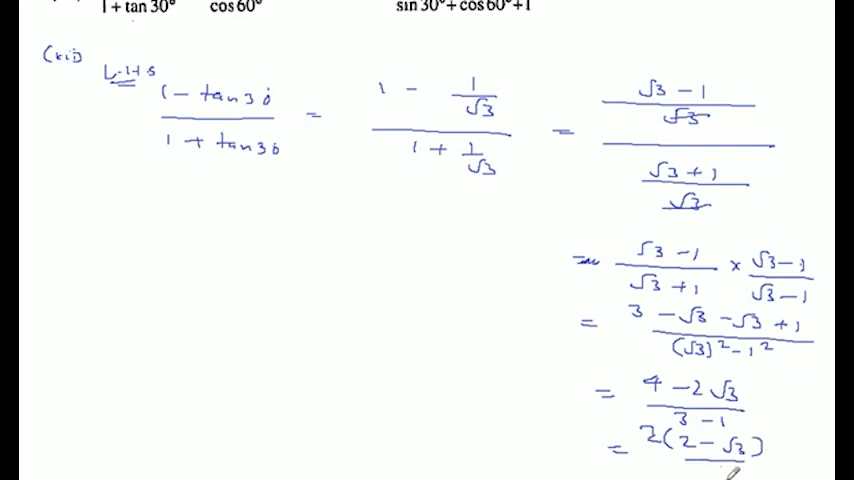 1+tan 30° cos 60° sin 30°+cos 60°+1
(xii)
L.H.S
1 - tan 30 / 1 + tan 30 = 1 - 1/√3 / 1 + 1/√3 = √3 - 1 / √3 / √3 + 1 / √3
= √3 - 1 / √3 + 1 × √3 - 1 / √3 - 1
= 3 - √3 - √3 + 1 / (√3)² - 1²
= 4 - 2√3 / 3 - 1
= 2(2 - √3)